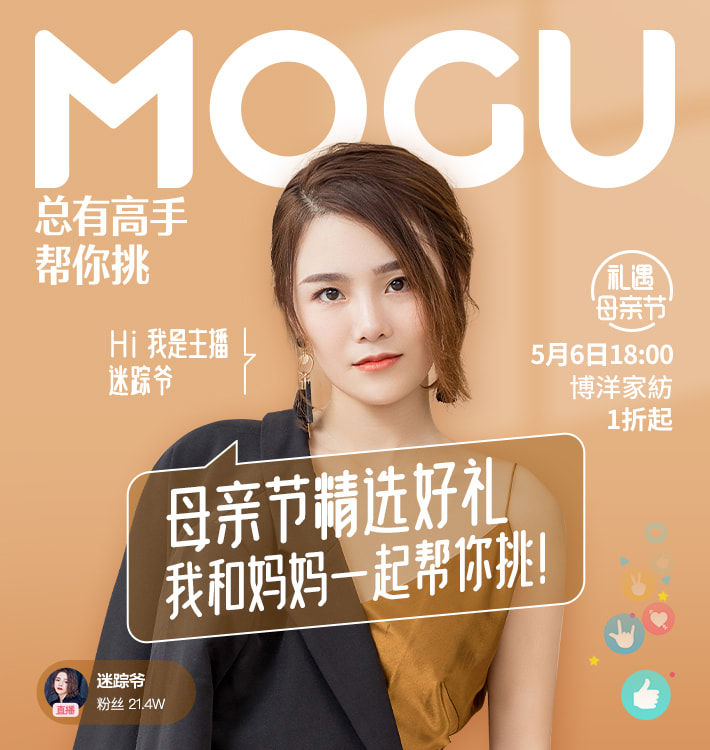 MOGU
总有高手
帮你挑
礼遇
母亲节
Hi 我是主播
迷踪爷
5月6日18:00
博洋家纺
1折起
母亲节精选好礼
我和妈妈一起帮你挑!
迷踪爷
直播
粉丝 21.4W